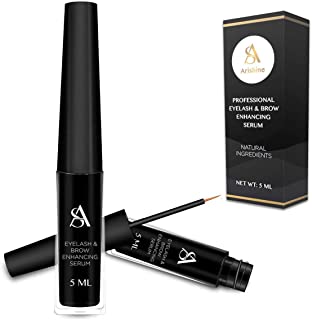 SA
EYELASH &
BROW
ENHANCING
SERUM
5 ML
EYELASH &
BROW
ENHANCING
SERUM
5 ML
SA
Arishine
PROFESSIONAL
EYELASH & BROW
ENHANCING
SERUM
NATURAL
INGREDIENTS
NET WT: 5 ML